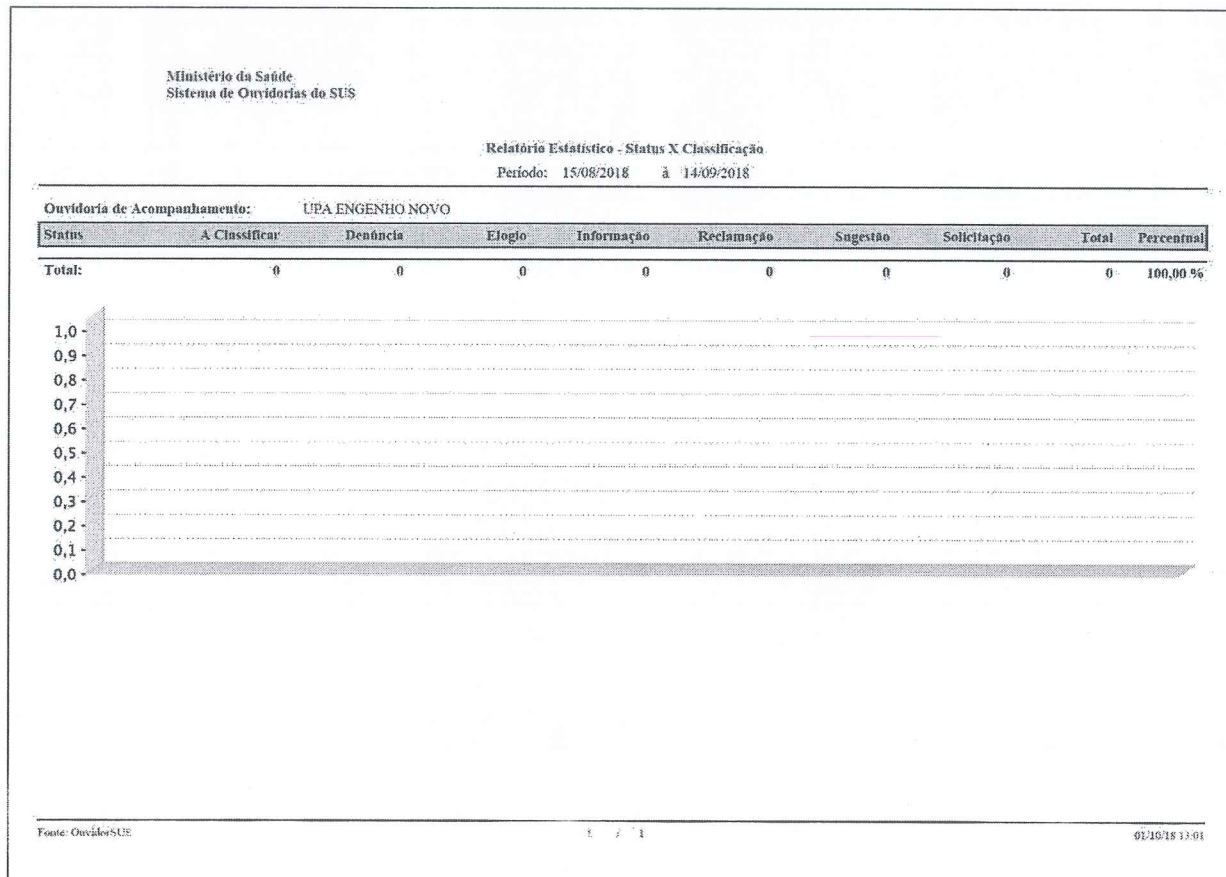 Ministério da Saúde
Sistema de Ouvidorias do SUS
Relatório Estatístico - Status X Classificação
Período: 15/08/2018 à 14/09/2018
Ouvidoria de Acompanhamento: UPA ENGENHO NOVO
Status A Classificar Denúncia Elogio Informação Reclamação Sugestão Solicitação Total Percentual
Total: 0 0 0 0 0 0 0 0 100,00 %
1,0
0,9
0,8
0,7
0,6
0,5
0,4
0,3
0,2
0,1
0,0
Fonte: OuvidorSUS 1 / 1 01/10/18 13:01